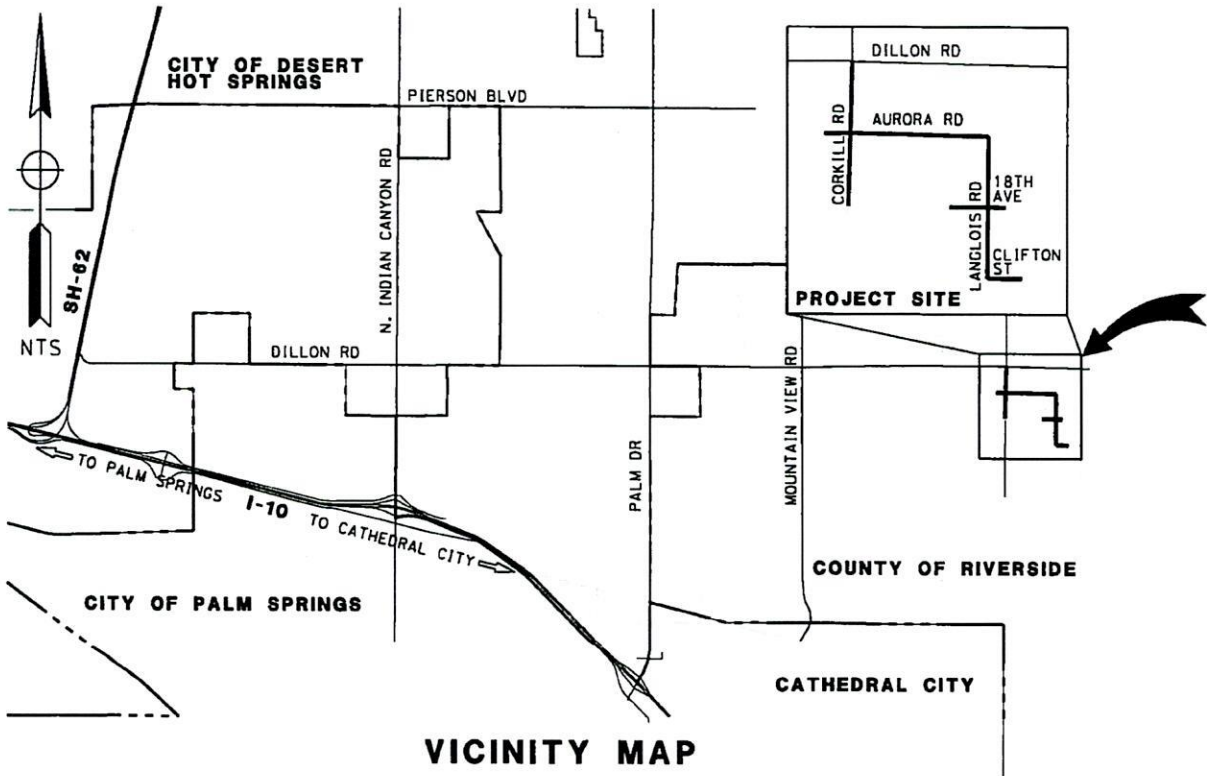 CITY OF DESERT
HOT SPRINGS
PIERSON BLVD
DILLON RD
CORKILL RD
AURORA RD
LANGLOIS RD
18TH
AVE
CLIFTON
ST
PROJECT SITE
N. INDIAN CANYON RD
SH-62
NTS
DILLON RD
PALM DR
MOUNTAIN VIEW RD
TO PALM SPRINGS
I-10
TO CATHEDRAL CITY
CITY OF PALM SPRINGS
COUNTY OF RIVERSIDE
CATHEDRAL CITY
VICINITY MAP